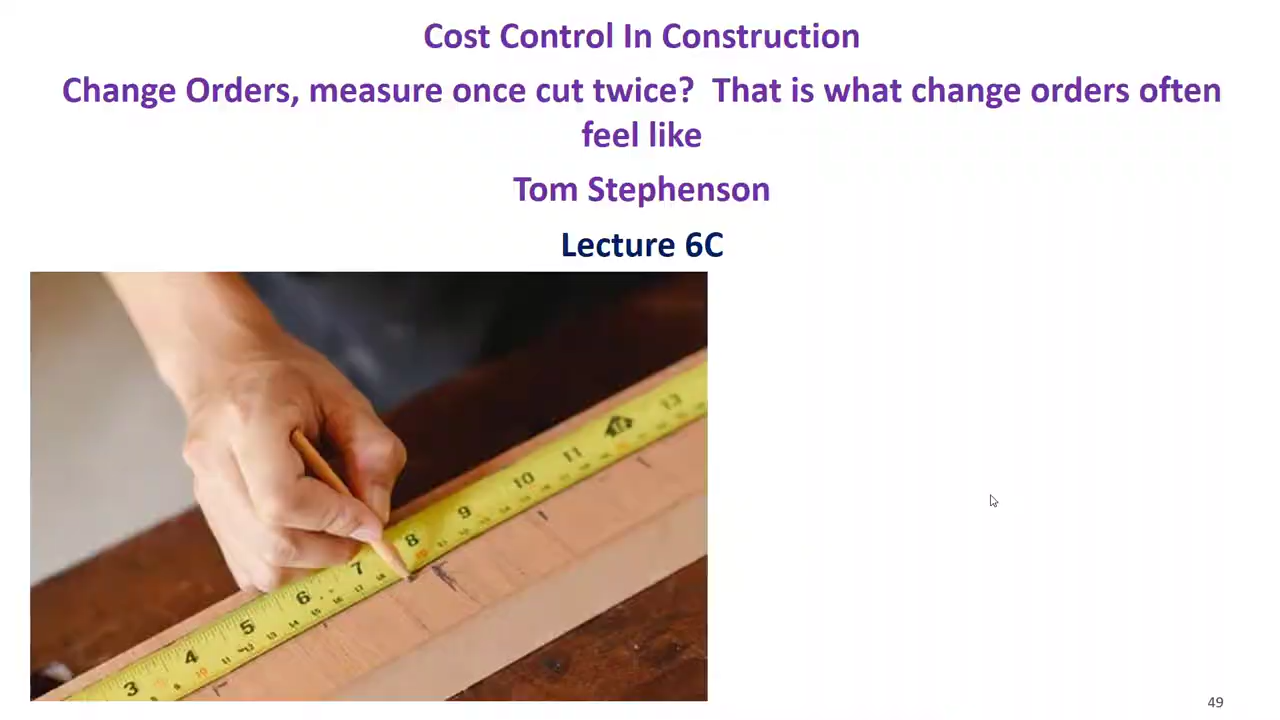 Cost Control In Construction
Change Orders, measure once cut twice?  That is what change orders often
feel like
Tom Stephenson
Lecture 6C
3 4 5 6 7 8 9 10 11 13
49